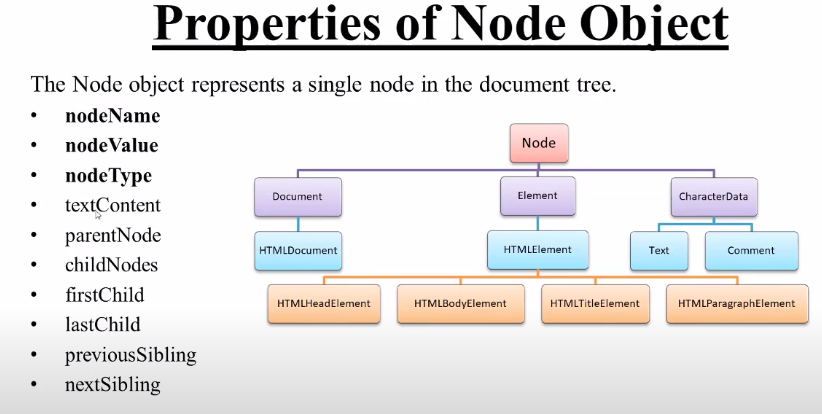 Properties of Node Object
The Node object represents a single node in the document tree.
• nodeName
• nodeValue
• nodeType
• textContent
• parentNode
• childNodes
• firstChild
• lastChild
• previousSibling
• nextSibling
Node
Document
Element
CharacterData
HTMLDocument
HTMLElement
Text
Comment
HTMLHeadElement
HTMLBodyElement
HTMLTitleElement
HTMLParagraphElement